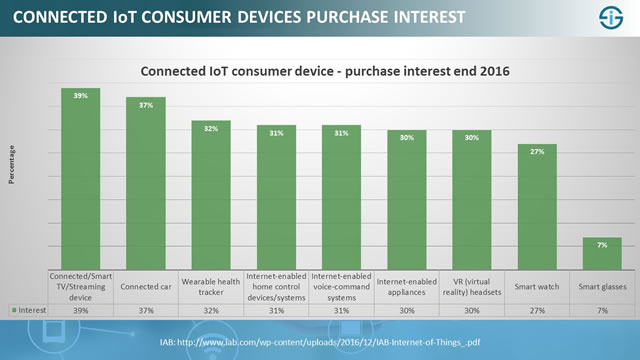 CONNECTED IoT CONSUMER DEVICES PURCHASE INTEREST
Connected IoT consumer device - purchase interest end 2016
Percentage
39%
37%
32%
31%
31%
30%
30%
27%
7%
Connected/Smart TV/Streaming device
Connected car
Wearable health tracker
Internet-enabled home control devices/systems
Internet-enabled voice-command systems
Internet-enabled appliances
VR (virtual reality) headsets
Smart watch
Smart glasses
Interest 39% 37% 32% 31% 31% 30% 30% 27% 7%
IAB: http://www.iab.com/wp-content/uploads/2016/12/IAB-Internet-of-Things_.pdf